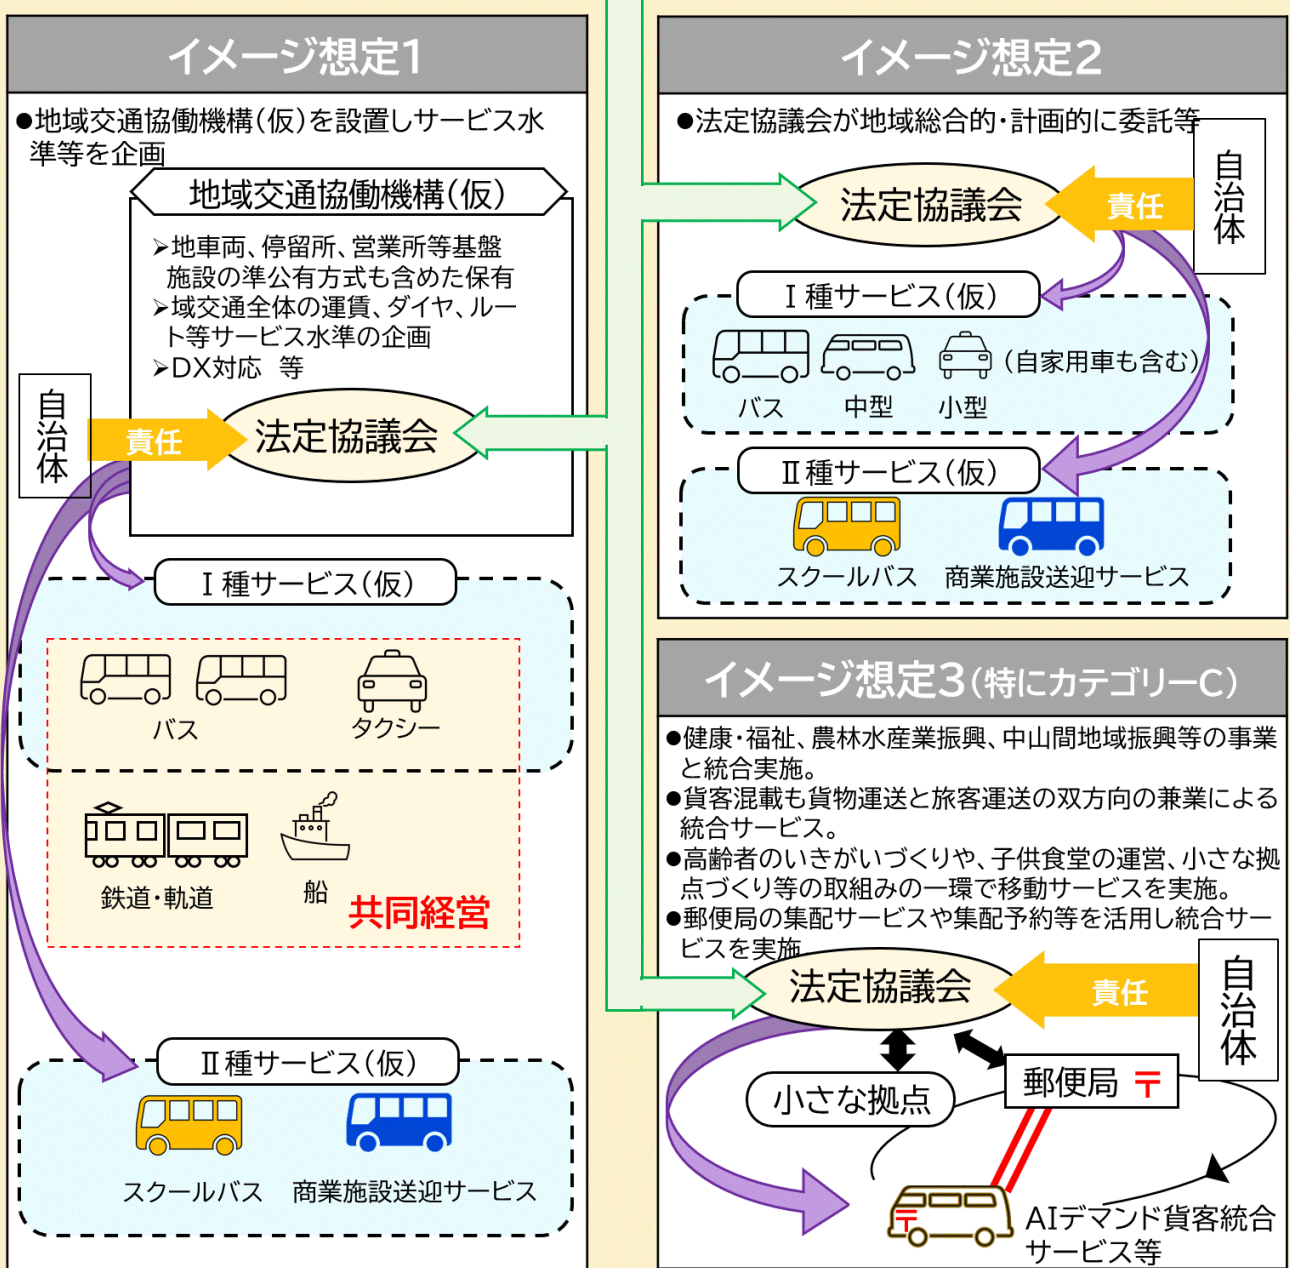 イメージ想定1
●地域交通協働機構(仮)を設置しサービス水
準等を企画
地域交通協働機構(仮)
➢地車両、停留所、営業所等基盤
施設の準公有方式も含めた保有
➢域交通全体の運賃、ダイヤ、ルー
ト等サービス水準の企画
➢DX対応 等
自治体
責任
法定協議会
Ⅰ種サービス(仮)
バス
タクシー
鉄道・軌道
船
共同経営
Ⅱ種サービス(仮)
スクールバス
商業施設送迎サービス
イメージ想定2
●法定協議会が地域総合的・計画的に委託等
法定協議会
責任
自治体
Ⅰ種サービス(仮)
(自家用車も含む)
バス
中型
小型
Ⅱ種サービス(仮)
スクールバス
商業施設送迎サービス
イメージ想定3(特にカテゴリーC)
●健康・福祉、農林水産業振興、中山間地域振興等の事業
と統合実施。
●貨客混載も貨物運送と旅客運送の双方向の兼業による
統合サービス。
●高齢者のいきがいづくりや、子供食堂の運営、小さな拠
点づくり等の取組みの一環で移動サービスを実施。
●郵便局の集配サービスや集配予約等を活用し統合サー
ビスを実施
法定協議会
責任
自治体
小さな拠点
郵便局 〒
〒
AIデマンド貨客統合
サービス等